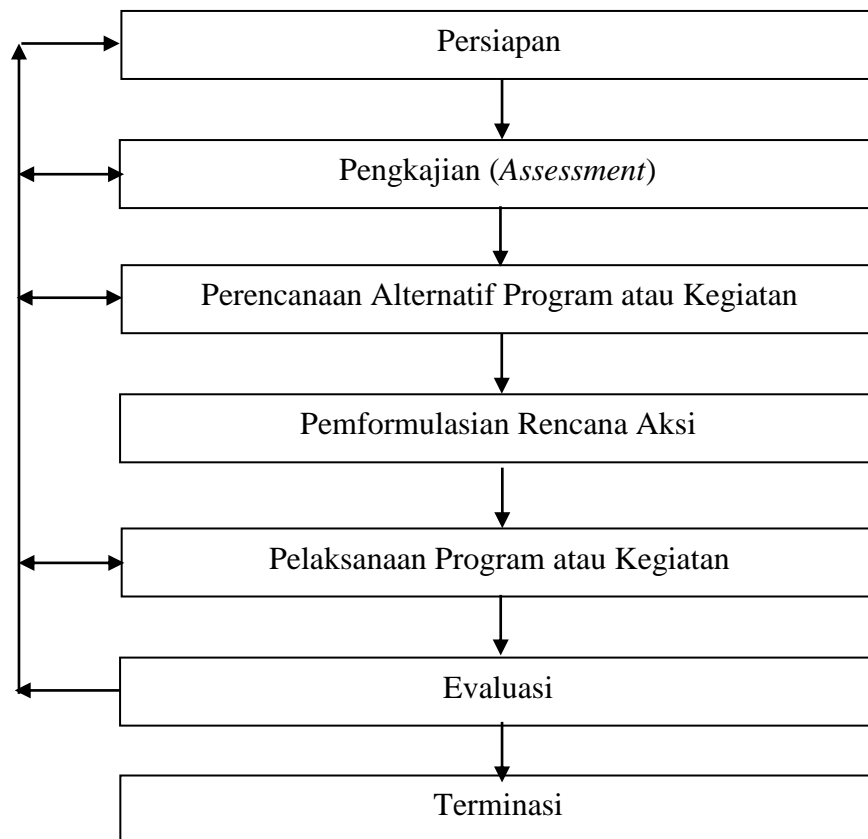 Persiapan
Pengkajian (Assessment)
Perencanaan Alternatif Program atau Kegiatan
Pemformulasian Rencana Aksi
Pelaksanaan Program atau Kegiatan
Evaluasi
Terminasi